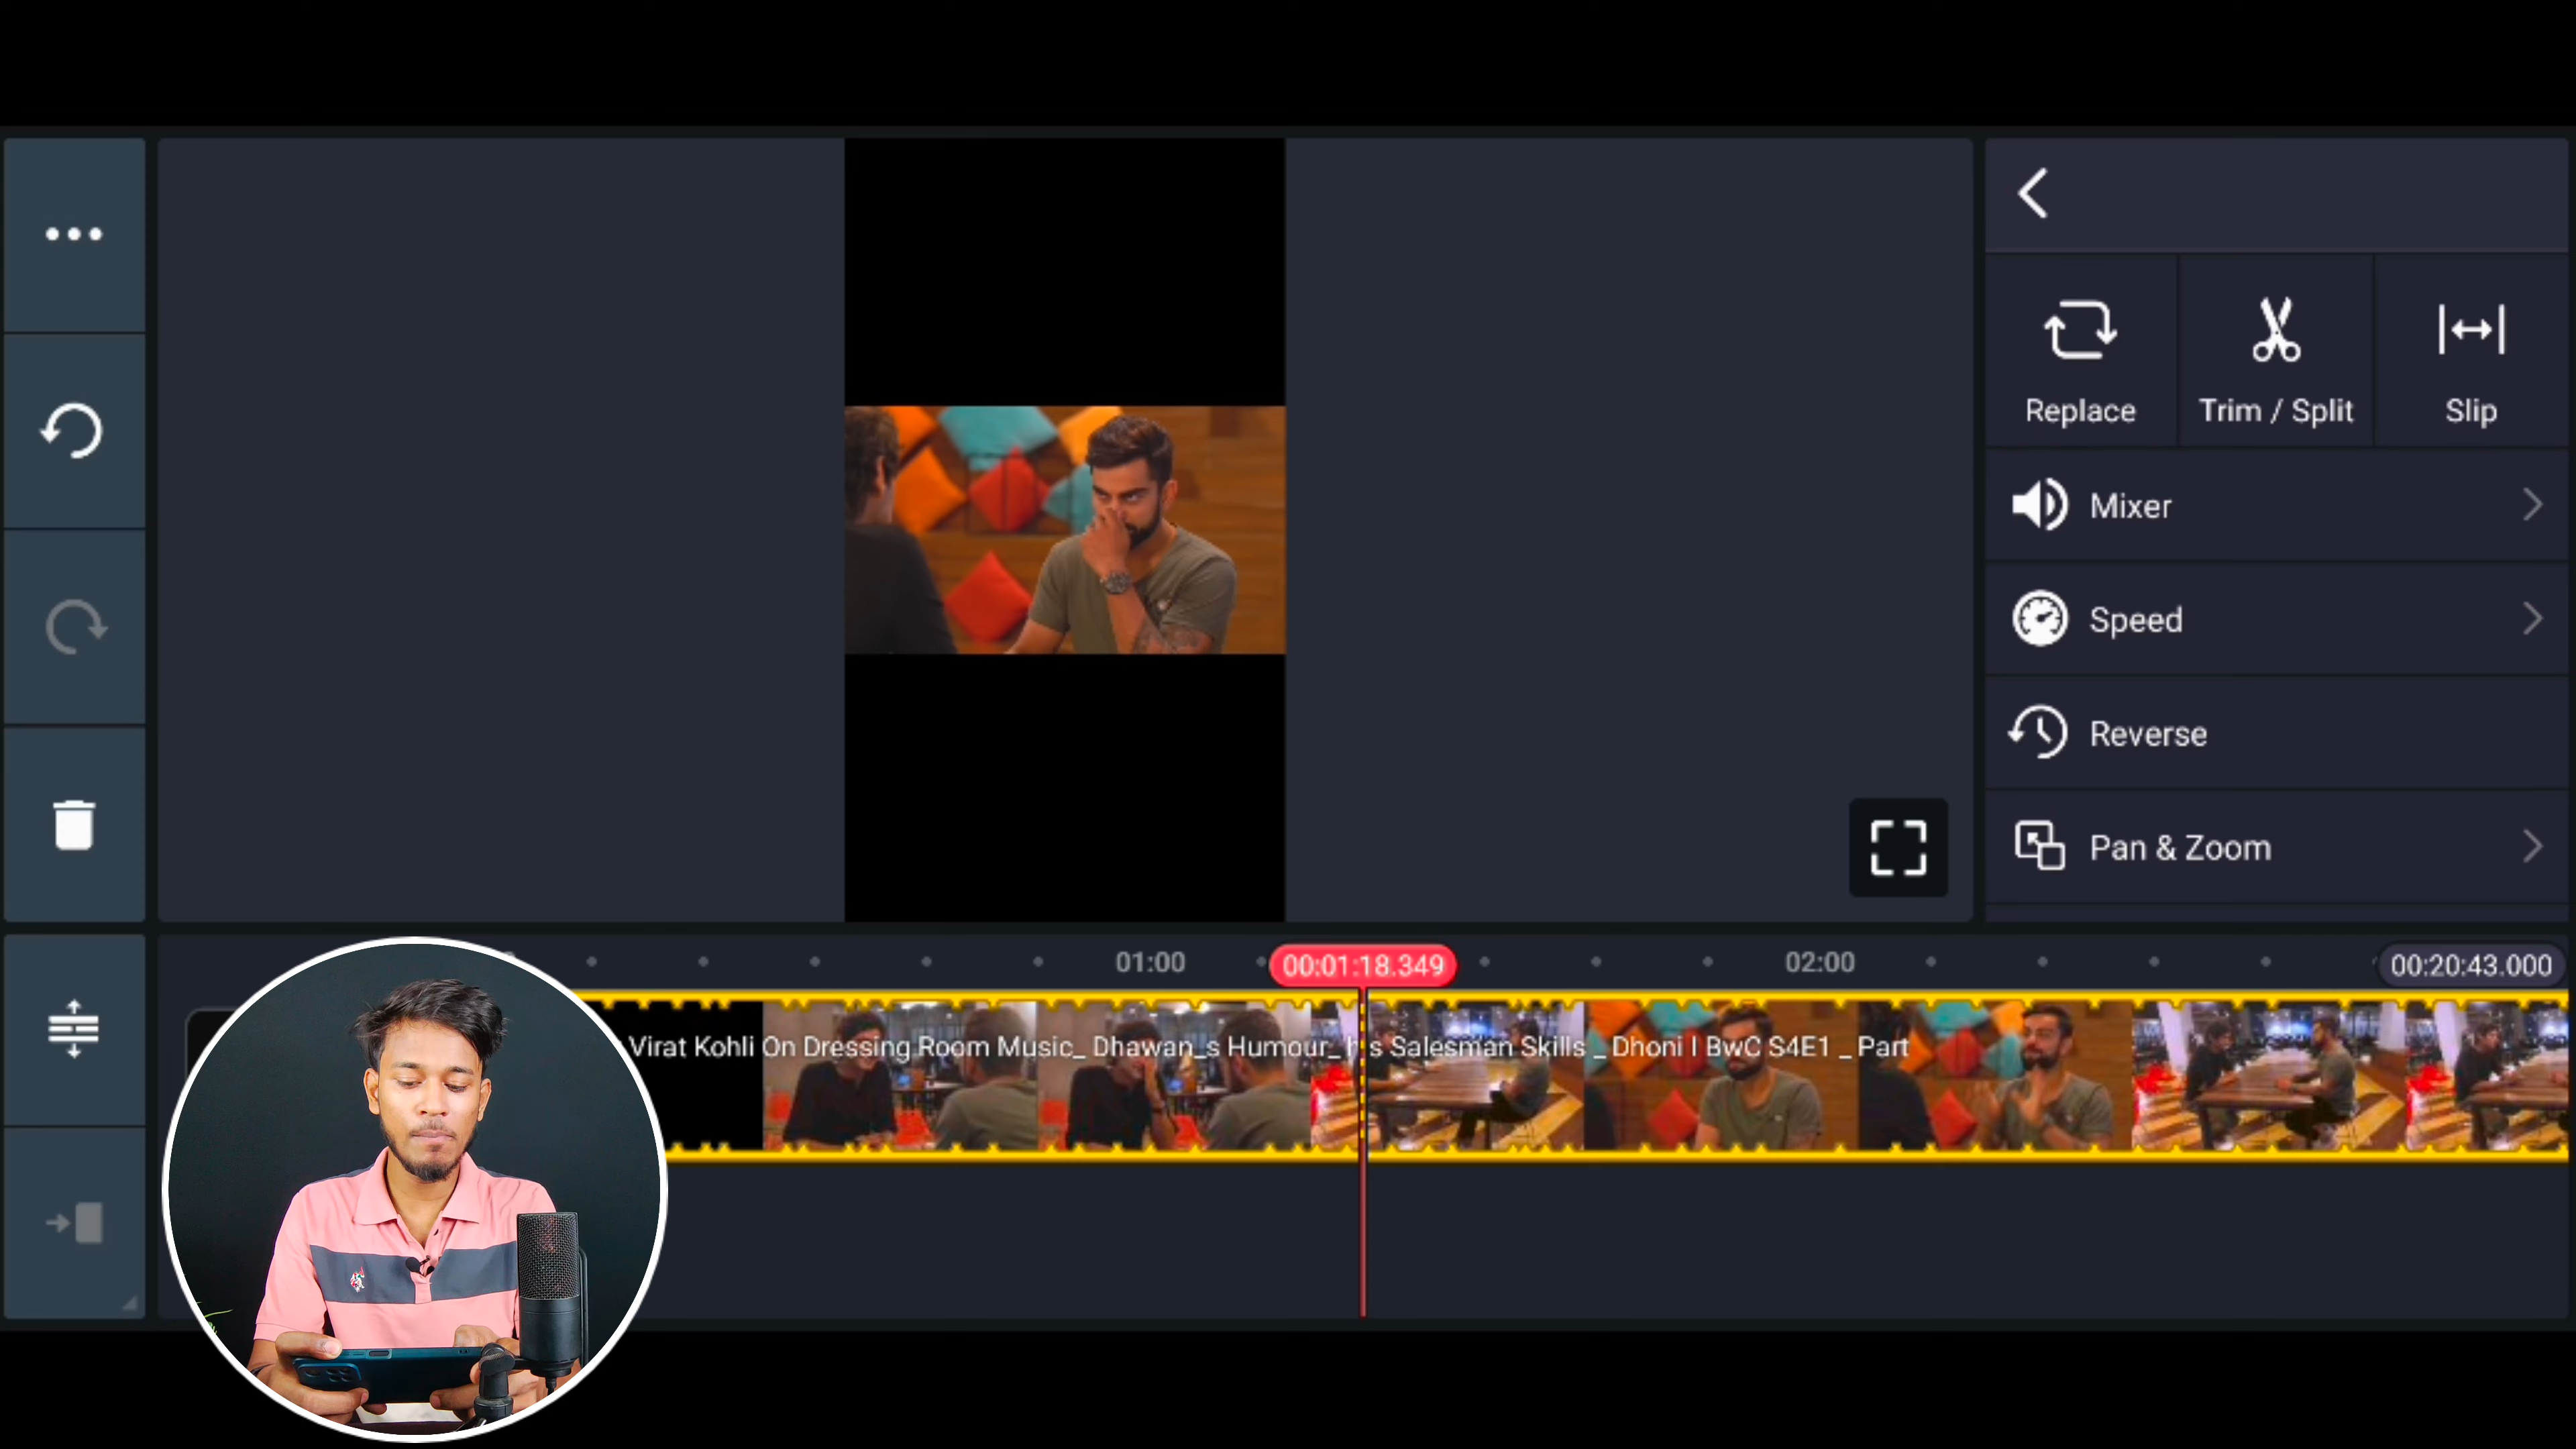 Replace
Trim / Split
Slip
Mixer
Speed
Reverse
Pan & Zoom
01:00
00:01:18.349
02:00
00:20:43.000
Virat Kohli On Dressing Room Music_ Dhawan_s Humour_ s Salesman Skills _ Dhoni l BwC S4E1 _ Part